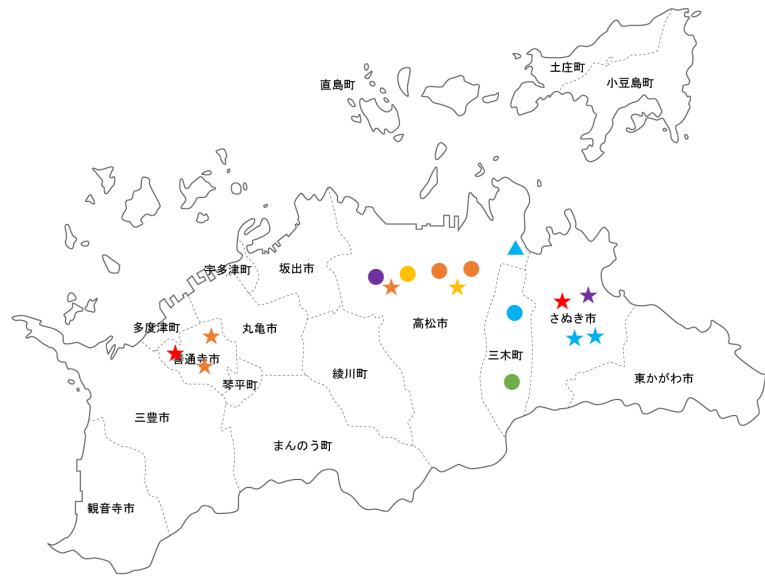 土庄町
直島町
小豆島町
宇多津町
坂出市
多度津町
丸亀市
高松市
さぬき市
善通寺市
三木町
琴平町
綾川町
東かがわ市
三豊市
まんのう町
観音寺市